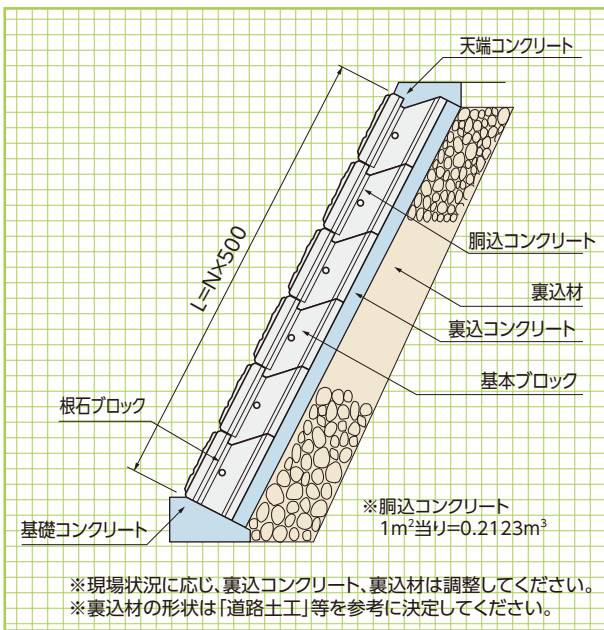 天端コンクリート
L=N×500
胴込コンクリート
裏込材
裏込コンクリート
基本ブロック
根石ブロック
基礎コンクリート
※胴込コンクリート
1m²当り=0.2123m³
※現場状況に応じ、裏込コンクリート、裏込材は調整してください。
※裏込材の形状は「道路土工」等を参考に決定してください。